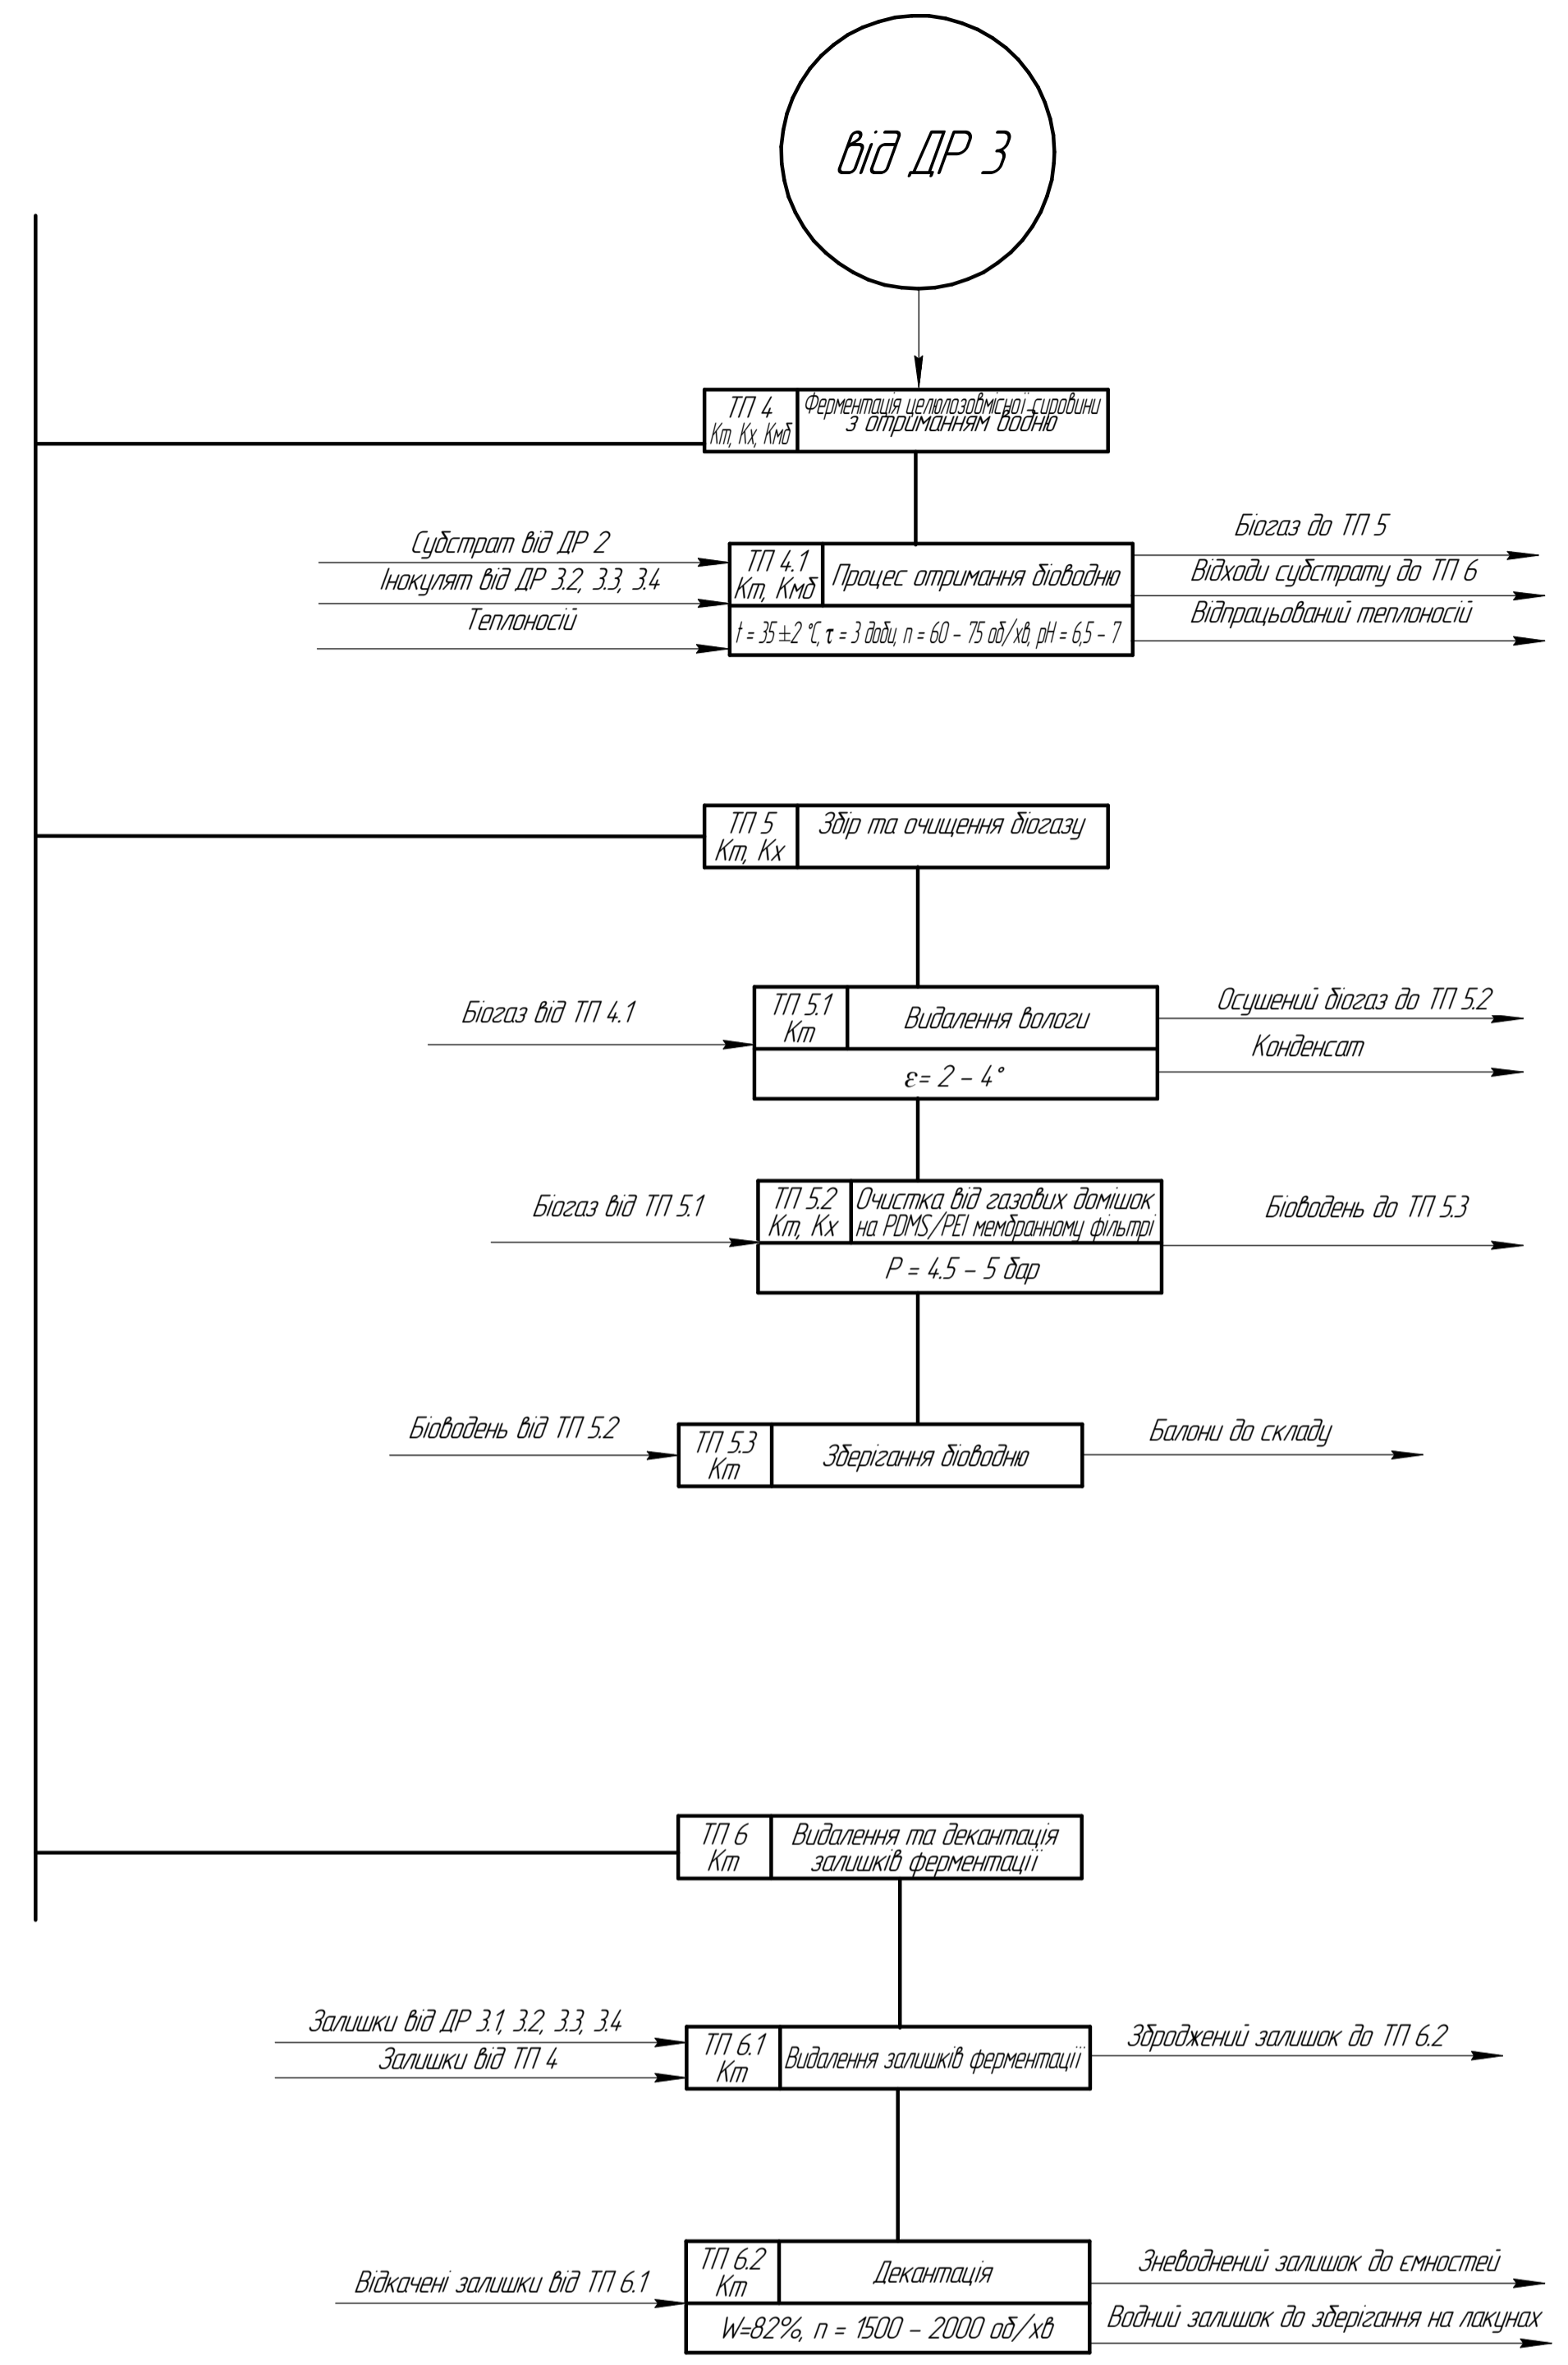 від ДР 3
ТП 4
Кт, Кх, Кмб
Ферментація целюлозовмісної сировини
з отриманням водню
Субстрат від ДР 2
Інокулят від ДР 3.2, 3.3, 3.4
Теплоносій
ТП 4.1
Кт, Кмб
Процес отримання біоводню
t = 35±2 °C, τ = 3 доби, n = 60 – 75 об/хв, pH = 6,5 – 7
Біогаз до ТП 5
Відходи субстрату до ТП 6
Відпрацьований теплоносій
ТП 5
Кт, Кх
Збір та очищення біогазу
Біогаз від ТП 4.1
ТП 5.1
Кт
Видалення вологи
ε= 2 – 4°
Осушений біогаз до ТП 5.2
Конденсат
Біогаз від ТП 5.1
ТП 5.2
Кт, Кх
Очистка від газових домішок
на PDMS/PEI мембранному фільтрі
P = 4.5 – 5 бар
Біоводень до ТП 5.3
Біоводень від ТП 5.2
ТП 5.3
Кт
Зберігання біоводню
Балони до складу
ТП 6
Кт
Видалення та декантація
залишків ферментації
Залишки від ДР 3.1, 3.2, 3.3, 3.4
Залишки від ТП 4
ТП 6.1
Кт
Видалення залишків ферментації
Зброджений залишок до ТП 6.2
Відкачені залишки від ТП 6.1
ТП 6.2
Кт
Декантація
W=82%, n = 1500 – 2000 об/хв
Зневоднений залишок до ємностей
Водний залишок до зберігання на лакунах